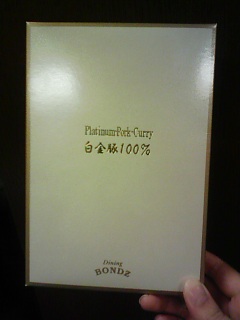 Platinum-Pork-Curry
白金豚100%
Dining
BONDZ